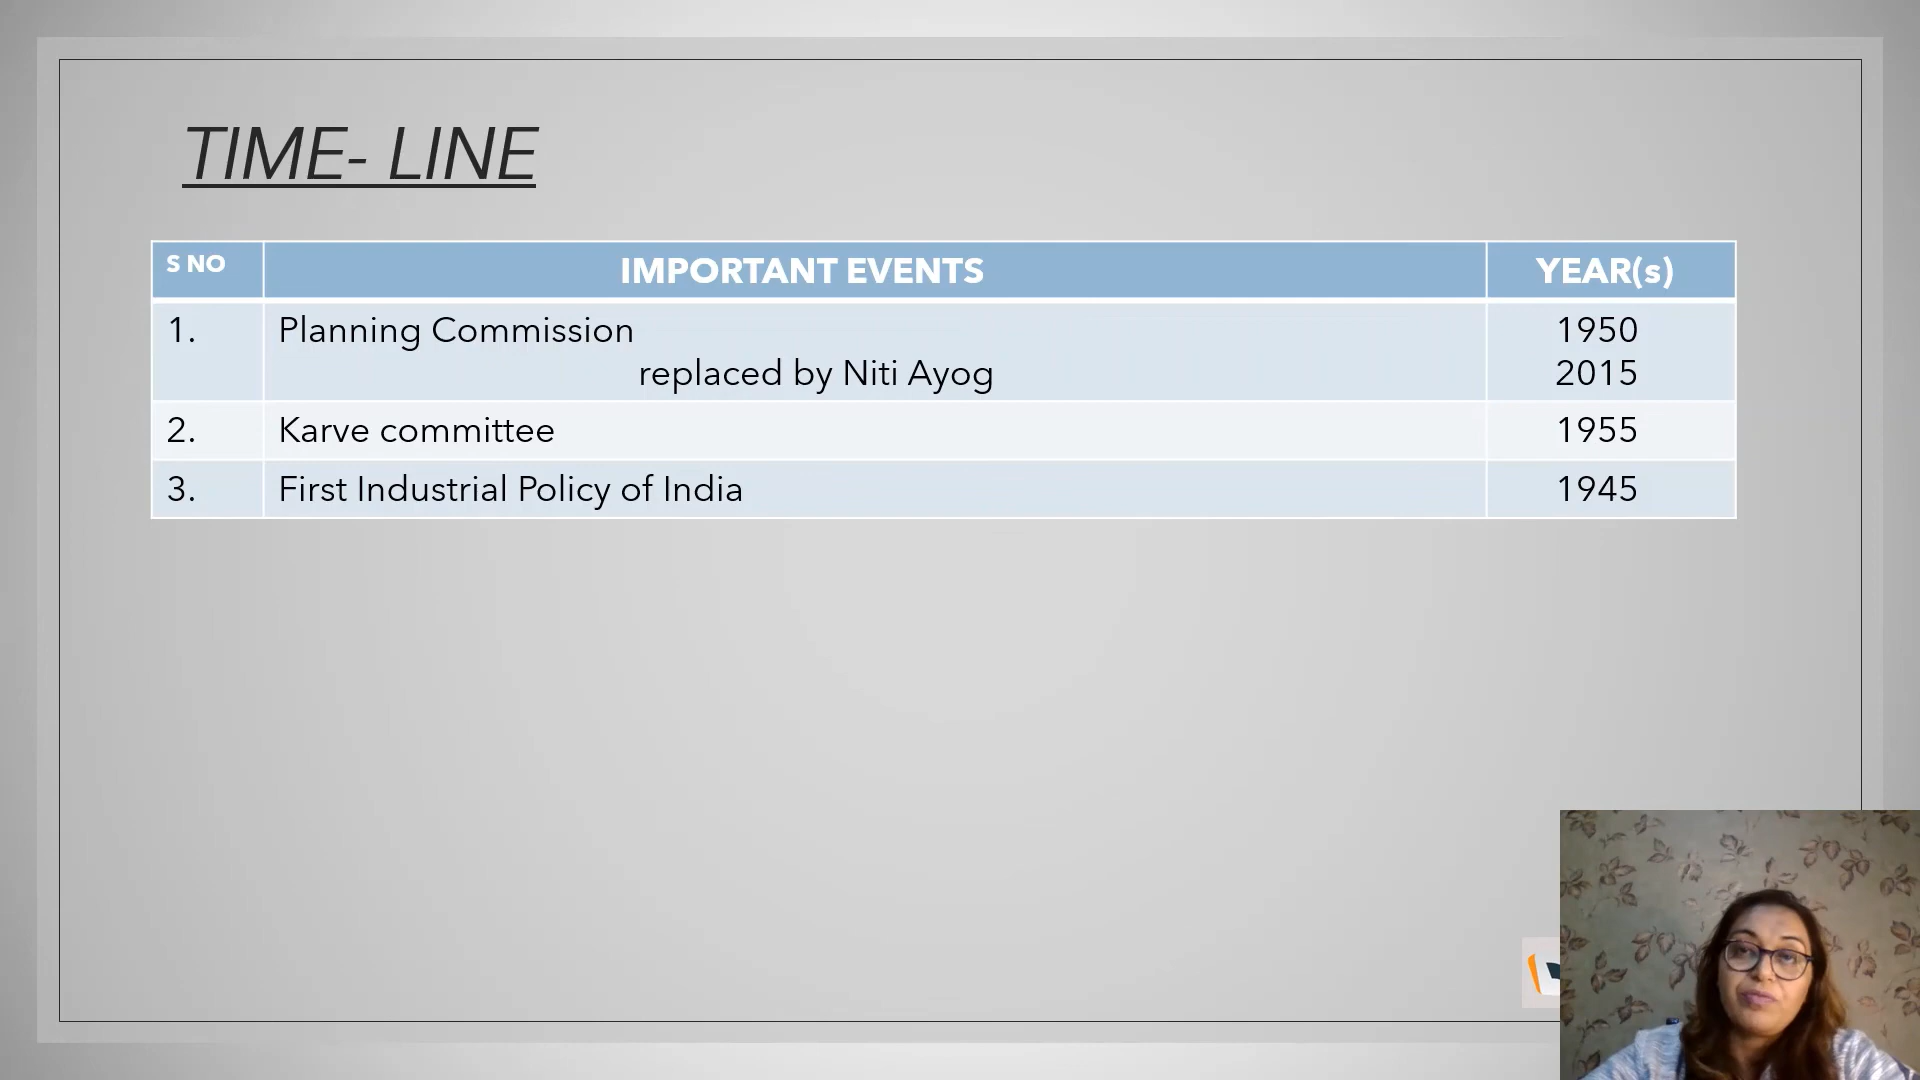 TIME- LINE
S NO IMPORTANT EVENTS YEAR(s)
1. Planning Commission 1950
replaced by Niti Ayog 2015
2. Karve committee 1955
3. First Industrial Policy of India 1945